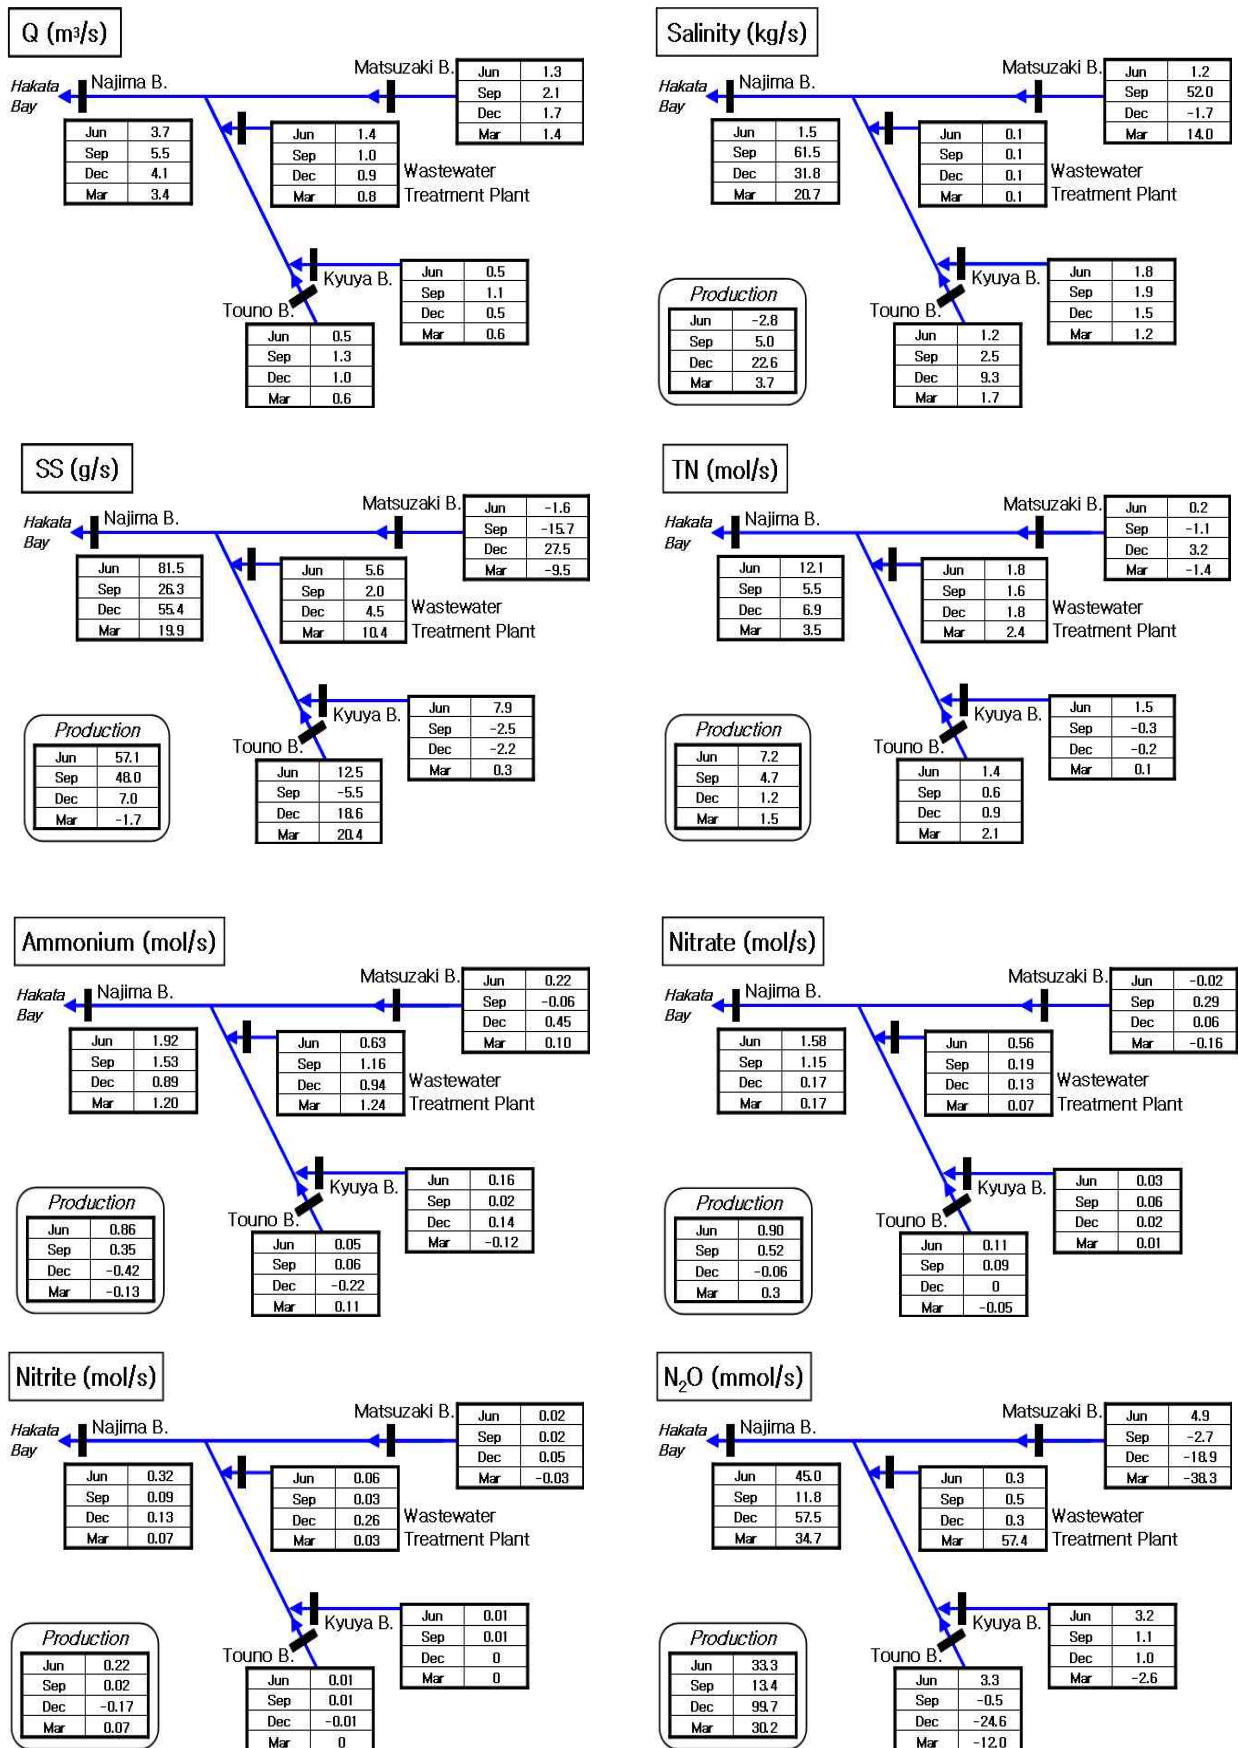 Q (m³/s)
Hakata
Bay
Najima B.
Matsuzaki B.
Jun 1.3
Sep 2.1
Dec 1.7
Mar 1.4
Jun 3.7
Sep 5.5
Dec 4.1
Mar 3.4
Jun 1.4
Sep 1.0
Dec 0.9
Mar 0.8
Wastewater
Treatment Plant
Kyuya B.
Jun 0.5
Sep 1.1
Dec 0.5
Mar 0.6
Touno B.
Jun 0.5
Sep 1.3
Dec 1.0
Mar 0.6
Salinity (kg/s)
Hakata
Bay
Najima B.
Matsuzaki B.
Jun 1.2
Sep 52.0
Dec -1.7
Mar 14.0
Jun 1.5
Sep 61.5
Dec 31.8
Mar 20.7
Jun 0.1
Sep 0.1
Dec 0.1
Mar 0.1
Wastewater
Treatment Plant
Kyuya B.
Jun 1.8
Sep 1.9
Dec 1.5
Mar 1.2
Touno B.
Jun 1.2
Sep 2.5
Dec 9.3
Mar 1.7
Production
Jun -2.8
Sep 5.0
Dec 22.6
Mar 3.7
SS (g/s)
Hakata
Bay
Najima B.
Matsuzaki B.
Jun -1.6
Sep -15.7
Dec 27.5
Mar -9.5
Jun 81.5
Sep 26.3
Dec 55.4
Mar 19.9
Jun 5.6
Sep 2.0
Dec 4.5
Mar 10.4
Wastewater
Treatment Plant
Kyuya B.
Jun 7.9
Sep -2.5
Dec -2.2
Mar 0.3
Touno B.
Jun 12.5
Sep -5.5
Dec 18.6
Mar 20.4
Production
Jun 57.1
Sep 48.0
Dec 7.0
Mar -1.7
TN (mol/s)
Hakata
Bay
Najima B.
Matsuzaki B.
Jun 0.2
Sep -1.1
Dec 3.2
Mar -1.4
Jun 12.1
Sep 5.5
Dec 6.9
Mar 3.5
Jun 1.8
Sep 1.6
Dec 1.8
Mar 2.4
Wastewater
Treatment Plant
Kyuya B.
Jun 1.5
Sep -0.3
Dec -0.2
Mar 0.1
Touno B.
Jun 1.4
Sep 0.6
Dec 0.9
Mar 2.1
Production
Jun 7.2
Sep 4.7
Dec 1.2
Mar 1.5
Ammonium (mol/s)
Hakata
Bay
Najima B.
Matsuzaki B.
Jun 0.22
Sep -0.06
Dec 0.45
Mar 0.10
Jun 1.92
Sep 1.53
Dec 0.89
Mar 1.20
Jun 0.63
Sep 1.16
Dec 0.94
Mar 1.24
Wastewater
Treatment Plant
Kyuya B.
Jun 0.16
Sep 0.02
Dec 0.14
Mar -0.12
Touno B.
Jun 0.05
Sep 0.06
Dec -0.22
Mar 0.11
Production
Jun 0.86
Sep 0.35
Dec -0.42
Mar -0.13
Nitrate (mol/s)
Hakata
Bay
Najima B.
Matsuzaki B.
Jun -0.02
Sep 0.29
Dec 0.06
Mar -0.16
Jun 1.58
Sep 1.15
Dec 0.17
Mar 0.17
Jun 0.56
Sep 0.19
Dec 0.13
Mar 0.07
Wastewater
Treatment Plant
Kyuya B.
Jun 0.03
Sep 0.06
Dec 0.02
Mar 0.01
Touno B.
Jun 0.11
Sep 0.09
Dec 0
Mar -0.05
Production
Jun 0.90
Sep 0.52
Dec -0.06
Mar 0.3
Nitrite (mol/s)
Hakata
Bay
Najima B.
Matsuzaki B.
Jun 0.02
Sep 0.02
Dec 0.05
Mar -0.03
Jun 0.32
Sep 0.09
Dec 0.13
Mar 0.07
Jun 0.06
Sep 0.03
Dec 0.26
Mar 0.03
Wastewater
Treatment Plant
Kyuya B.
Jun 0.01
Sep 0.01
Dec 0
Mar 0
Touno B.
Jun 0.01
Sep 0.01
Dec -0.01
Mar 0
Production
Jun 0.22
Sep 0.02
Dec -0.17
Mar 0.07
N₂O (mmol/s)
Hakata
Bay
Najima B.
Matsuzaki B.
Jun 4.9
Sep -2.7
Dec -18.9
Mar -38.3
Jun 45.0
Sep 11.8
Dec 57.5
Mar 34.7
Jun 0.3
Sep 0.5
Dec 0.3
Mar 57.4
Wastewater
Treatment Plant
Kyuya B.
Jun 3.2
Sep 1.1
Dec 1.0
Mar -2.6
Touno B.
Jun 3.3
Sep -0.5
Dec -24.6
Mar -12.0
Production
Jun 33.3
Sep 13.4
Dec 99.7
Mar 30.2